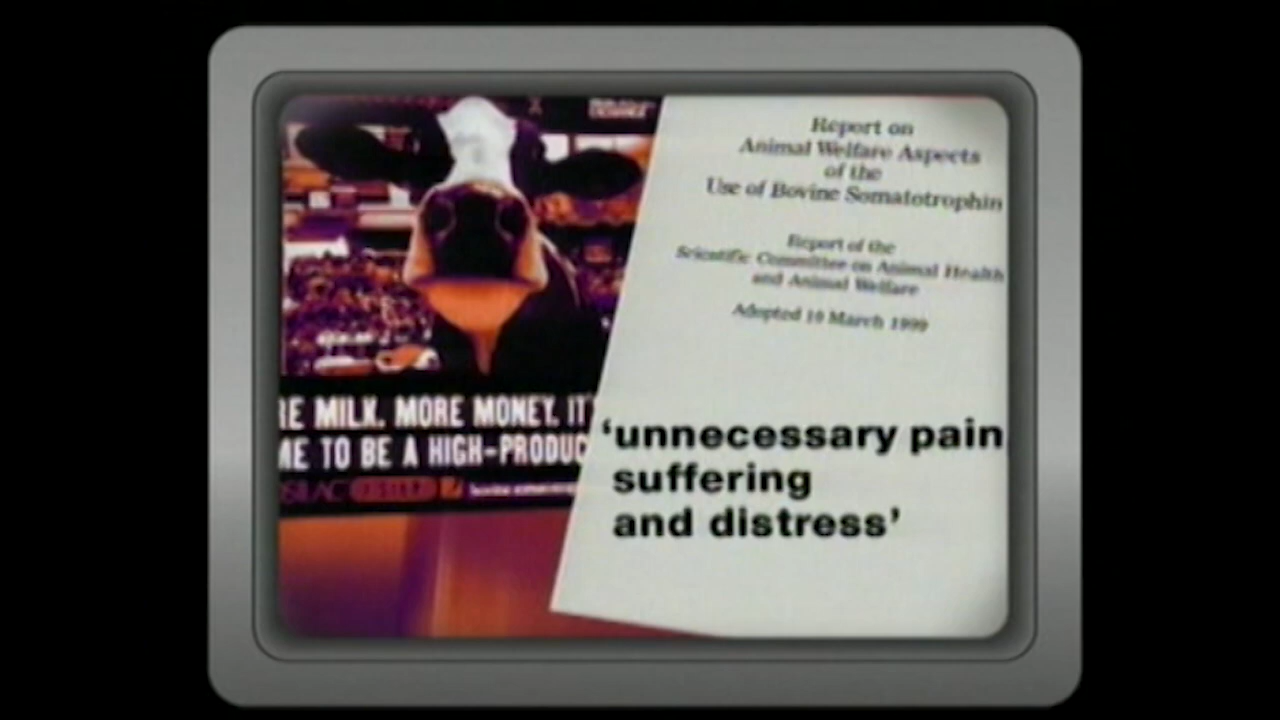 RE MILK. MORE MONEY. IT'
ME TO BE A HIGH-PRODUC
SILAC
Report on
Animal Welfare Aspects
of the
Use of Bovine Somatotrophin
Report of the
Scientific Committee on Animal Health
and Animal Welfare
Adopted 10 March 1999
‘unnecessary pain
suffering
and distress’